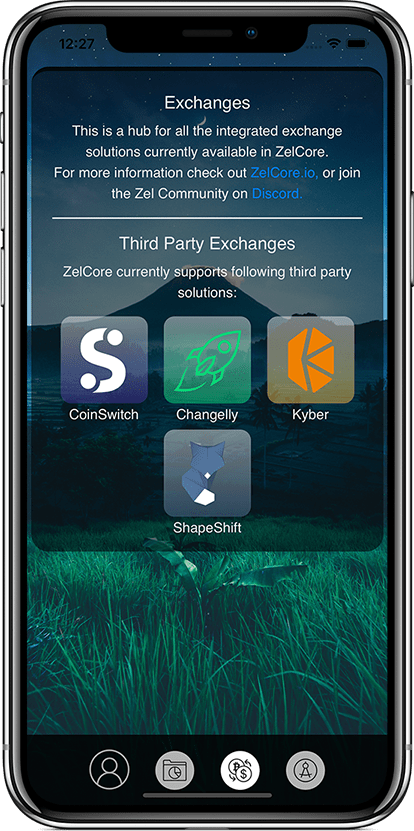 12:27
Exchanges
This is a hub for all the integrated exchange
solutions currently available in ZelCore.
For more information check out ZelCore.io, or join
the Zel Community on Discord.
Third Party Exchanges
ZelCore currently supports following third party
solutions:
CoinSwitch Changelly Kyber
ShapeShift